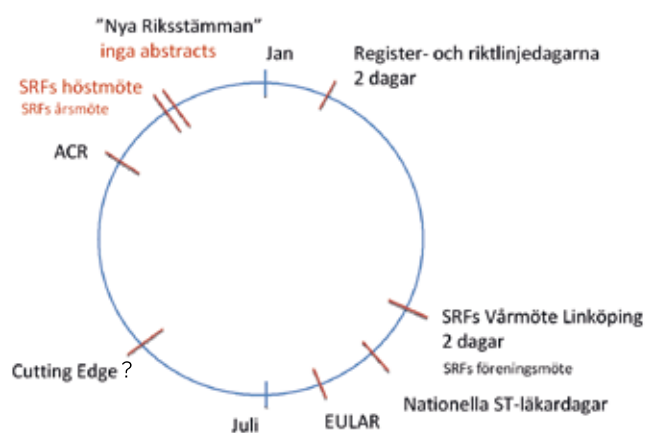 ”Nya Riksstämman”
inga abstracts
Jan
Register- och riktlinjedagarna
2 dagar
SRFs höstmöte
SRFs årsmöte
ACR
SRFs Vårmöte Linköping
2 dagar
SRFs föreningsmöte
Cutting Edge ?
Nationella ST-läkardagar
EULAR
Juli